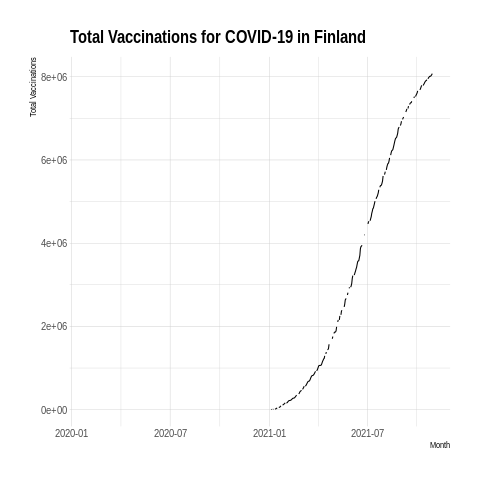 Total Vaccinations for COVID-19 in Finland
Total Vaccinations
8e+06
6e+06
4e+06
2e+06
0e+00
2020-01 2020-07 2021-01 2021-07
Month